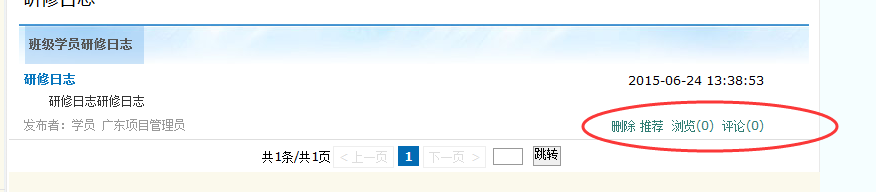 研修日志
班级学员研修日志
研修日志 2015-06-24 13:38:53
研修日志研修日志
发布者：学员 广东项目管理员 删除 推荐 浏览(0) 评论(0)
共1条/共1页 < 上一页 1 下一页 > 跳转